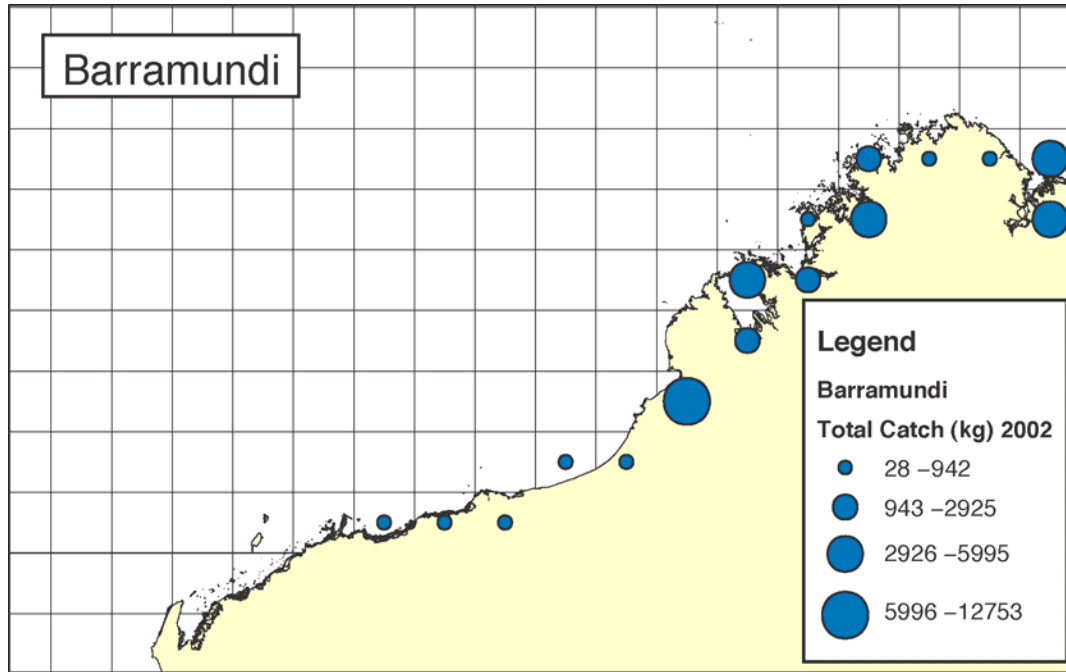 Barramundi
Legend
Barramundi
Total Catch (kg) 2002
28 –942
943 –2925
2926 –5995
5996 –12753